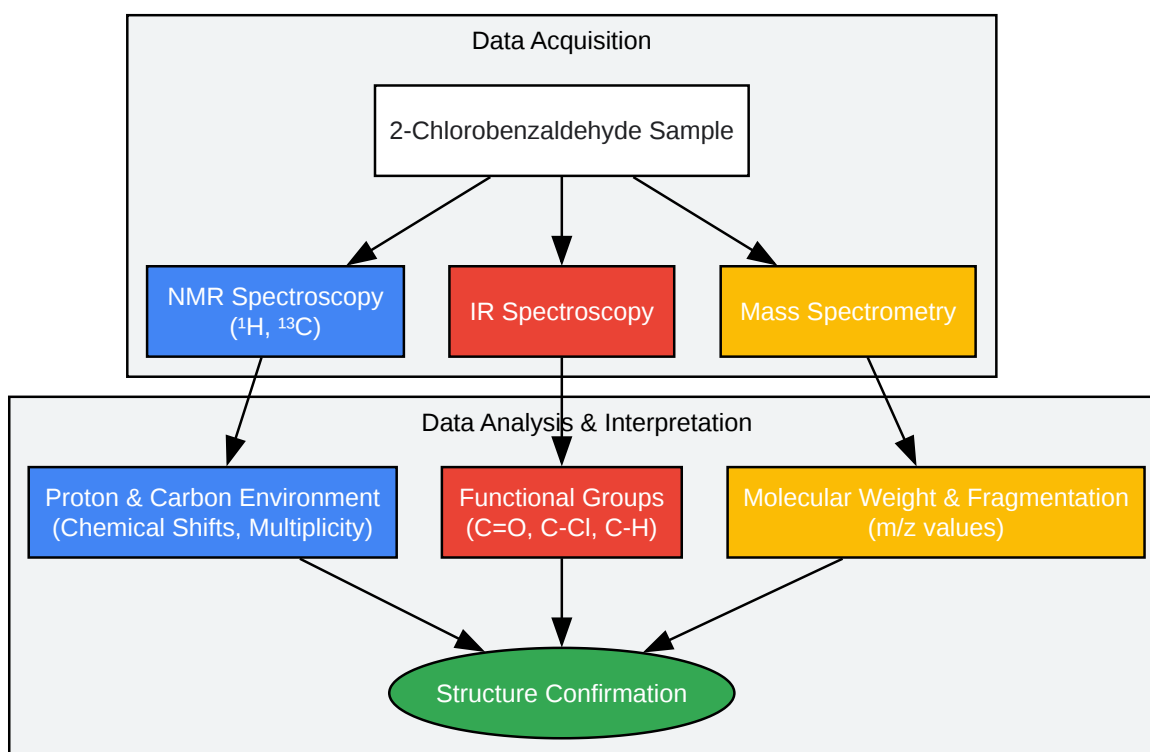 Data Acquisition
2-Chlorobenzaldehyde Sample
NMR Spectroscopy
(¹H, ¹³C)
IR Spectroscopy
Mass Spectrometry
Data Analysis & Interpretation
Proton & Carbon Environment
(Chemical Shifts, Multiplicity)
Functional Groups
(C=O, C-Cl, C-H)
Molecular Weight & Fragmentation
(m/z values)
Structure Confirmation